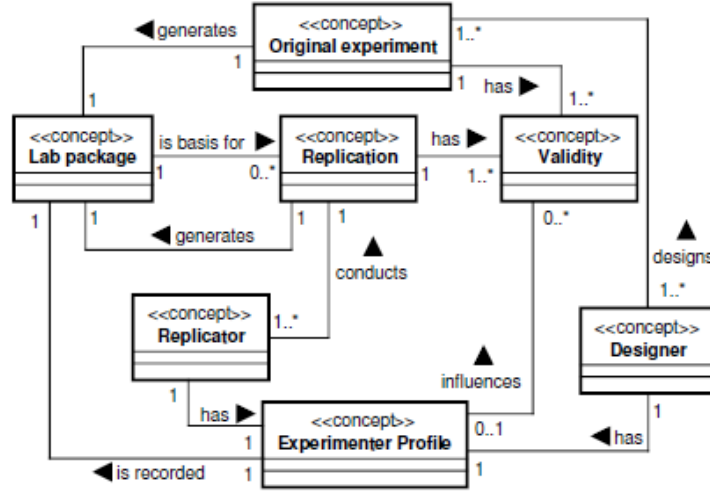 ◀ generates
<<concept>>
Original experiment
1..*
1
1
has ▶
1
1..*
<<concept>>
Lab package
is basis for ▶
1
0..*
<<concept>>
Replication
has ▶
1
1..*
<<concept>>
Validity
1
1
◀ generates
1
1
0..*
▲
conducts
▲
designs
1..*
<<concept>>
Replicator
1..*
<<concept>>
Designer
▲
influences
1
has ▶
1
<<concept>>
Experimenter Profile
0..1
1
◀ has
1
◀ is recorded
1